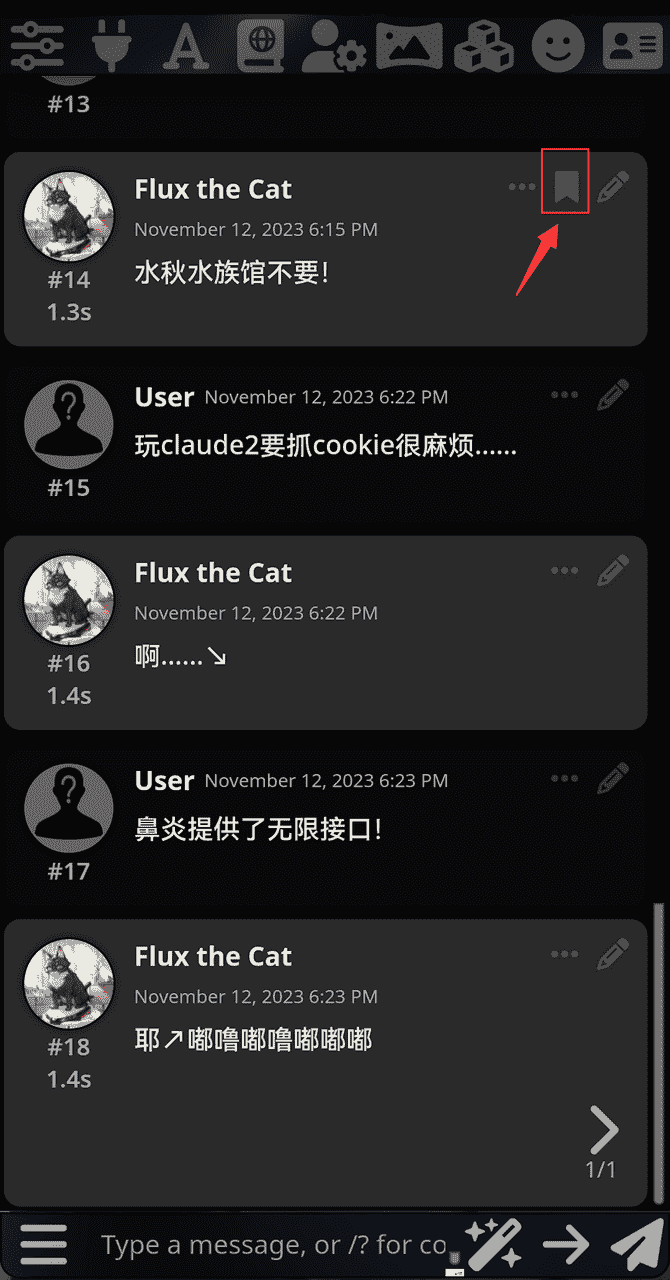 #13
Flux the Cat
November 12, 2023 6:15 PM
水秋水族馆不要！
#14
1.3s
User November 12, 2023 6:22 PM
玩claude2要抓cookie很麻烦……
#15
Flux the Cat
November 12, 2023 6:22 PM
啊……↘
#16
1.4s
User November 12, 2023 6:23 PM
鼻炎提供了无限接口！
#17
Flux the Cat
November 12, 2023 6:23 PM
耶↗嘟噜嘟噜嘟嘟嘟
#18
1.4s
1/1
Type a message, or /? for co